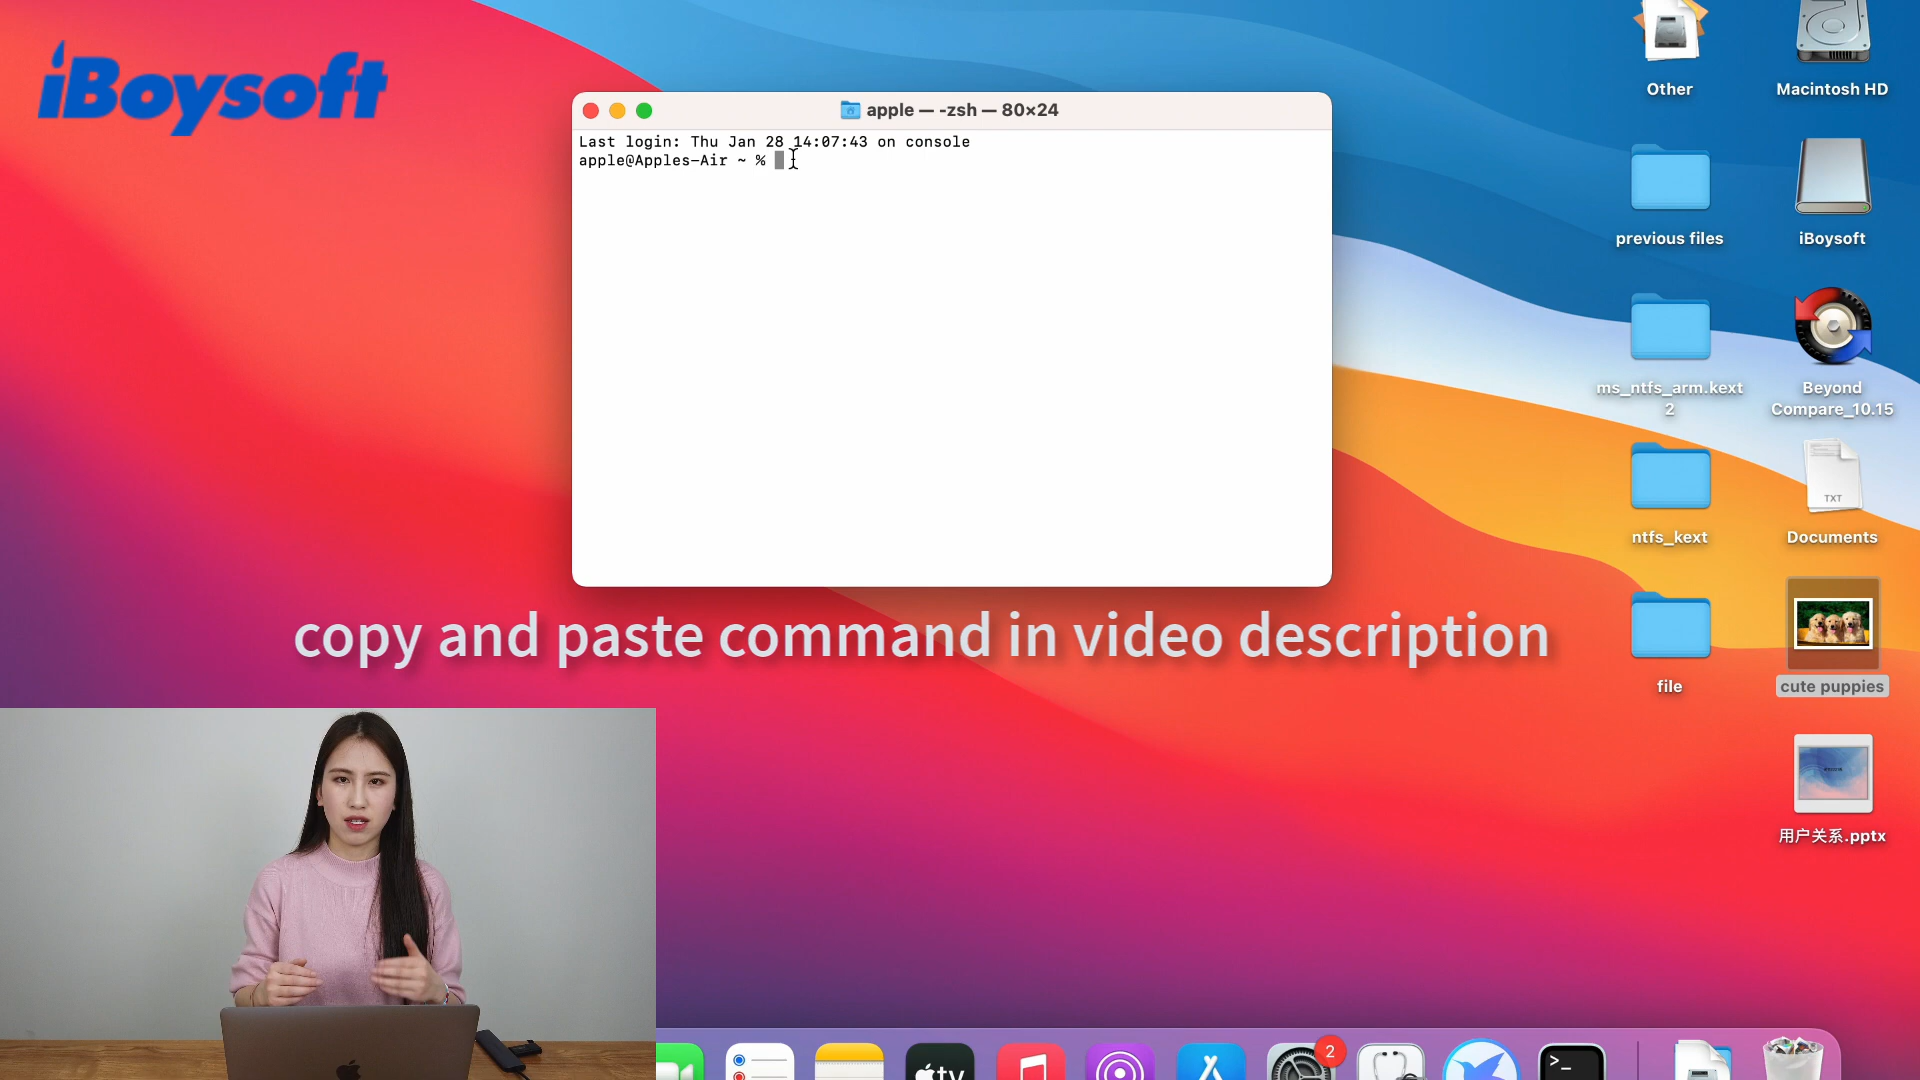 iBoysoft
apple — -zsh — 80×24
Last login: Thu Jan 28 14:07:43 on console
apple@Apples-Air ~ %
Other
Macintosh HD
previous files
iBoysoft
ms_ntfs_arm.kext
2
Beyond
Compare_10.15
ntfs_kext
TXT
Documents
file
cute puppies
用户关系.pptx
copy and paste command in video description
tv
2
>_